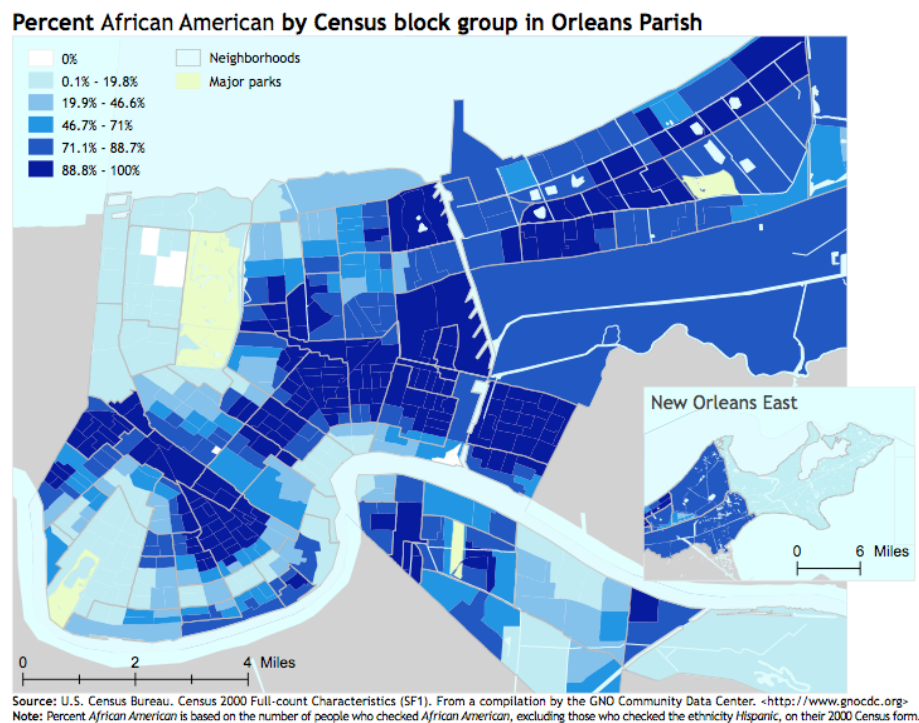 Percent African American by Census block group in Orleans Parish
0%
0.1% - 19.8%
19.9% - 46.6%
46.7% - 71%
71.1% - 88.7%
88.8% - 100%
Neighborhoods
Major parks
New Orleans East
0 6 Miles
0 2 4 Miles
Source: U.S. Census Bureau. Census 2000 Full-count Characteristics (SF1). From a compilation by the GNO Community Data Center. <http://www.gnocdc.org>
Note: Percent African American is based on the number of people who checked African American, excluding those who checked the ethnicity Hispanic, on their 2000 Census fo